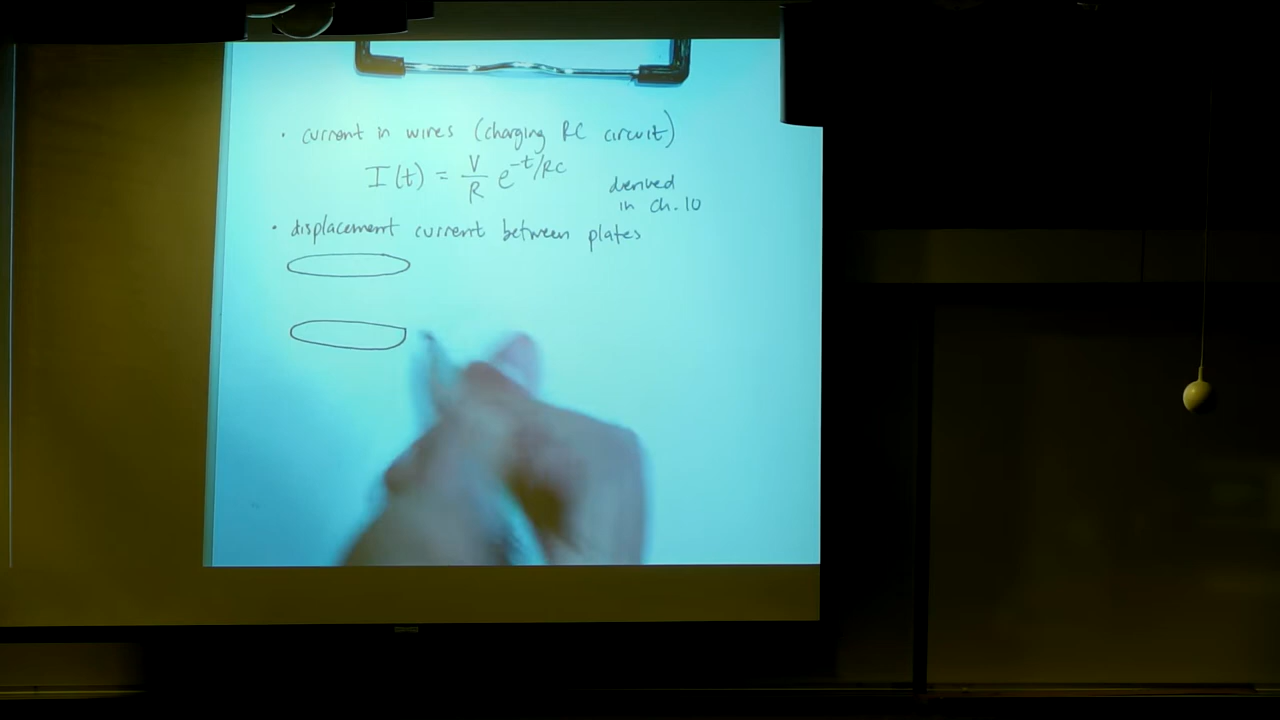 · current in wires (charging RC circuit)
I(t) = V/R e^-t/RC
derived
in ch. 10
· displacement current between plates